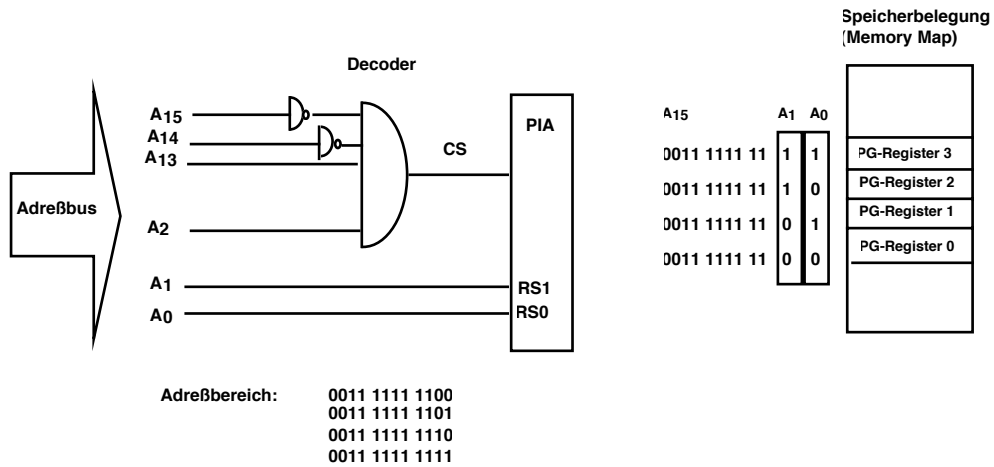 Speicherbelegung
(Memory Map)
Decoder
A15
A14
A13
A2
A1
A0
Adreßbus
CS
PIA
RS1
RS0
A15 A1 A0
0011 1111 11 1 1 PG-Register 3
0011 1111 11 1 0 PG-Register 2
0011 1111 11 0 1 PG-Register 1
0011 1111 11 0 0 PG-Register 0
Adreßbereich: 0011 1111 1100
0011 1111 1101
0011 1111 1110
0011 1111 1111